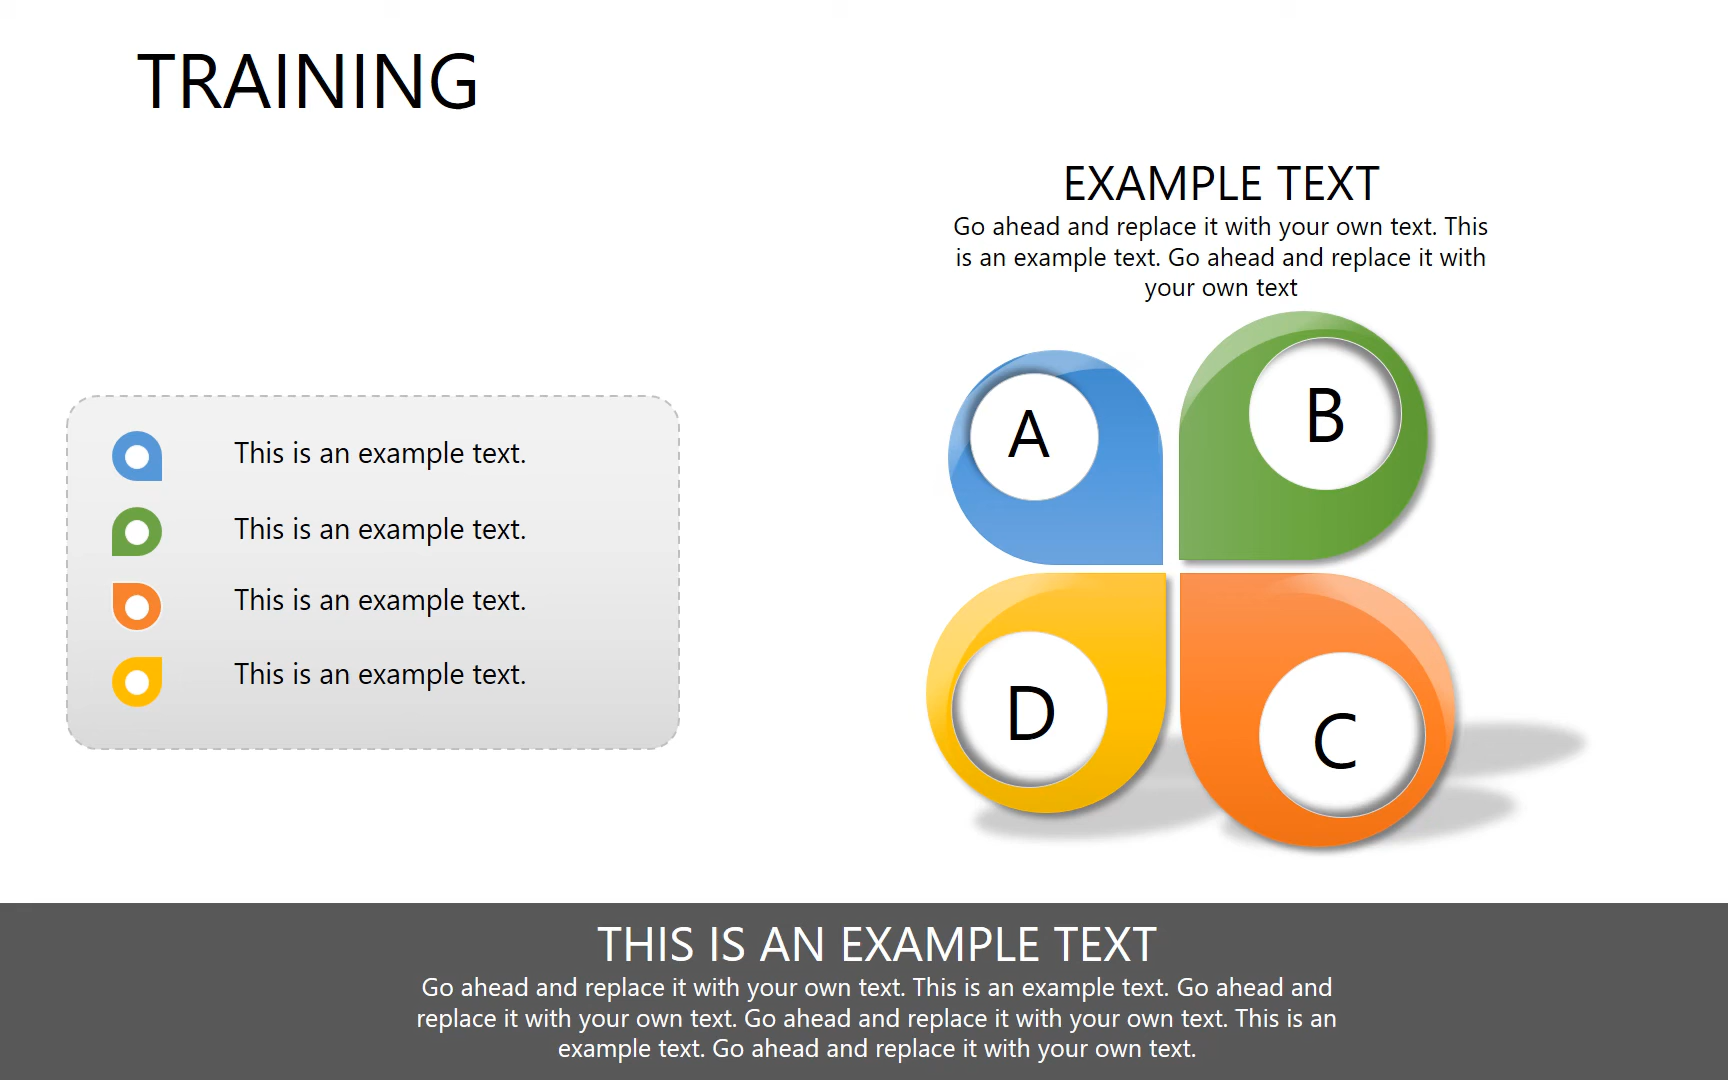 TRAINING
EXAMPLE TEXT
Go ahead and replace it with your own text. This
is an example text. Go ahead and replace it with
your own text
This is an example text.
This is an example text.
This is an example text.
This is an example text.
A
B
D
C
THIS IS AN EXAMPLE TEXT
Go ahead and replace it with your own text. This is an example text. Go ahead and
replace it with your own text. Go ahead and replace it with your own text. This is an
example text. Go ahead and replace it with your own text.